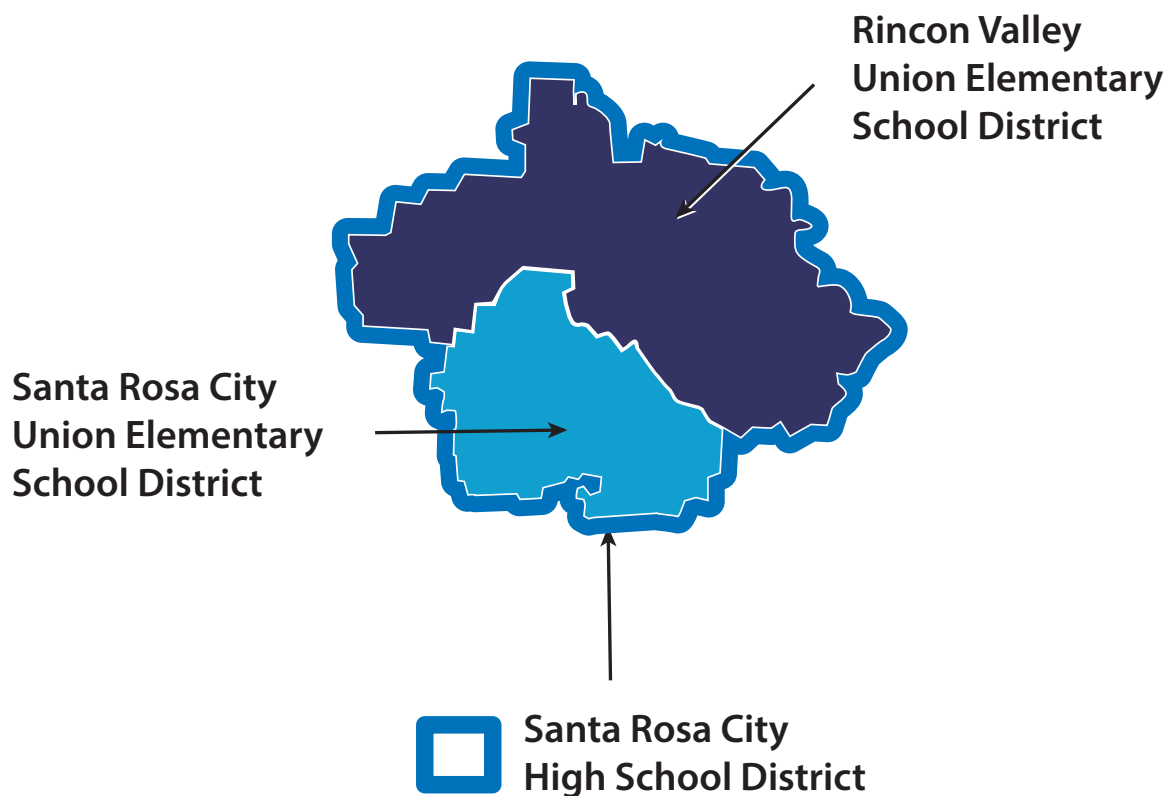 Rincon Valley
Union Elementary
School District
Santa Rosa City
Union Elementary
School District
Santa Rosa City
High School District